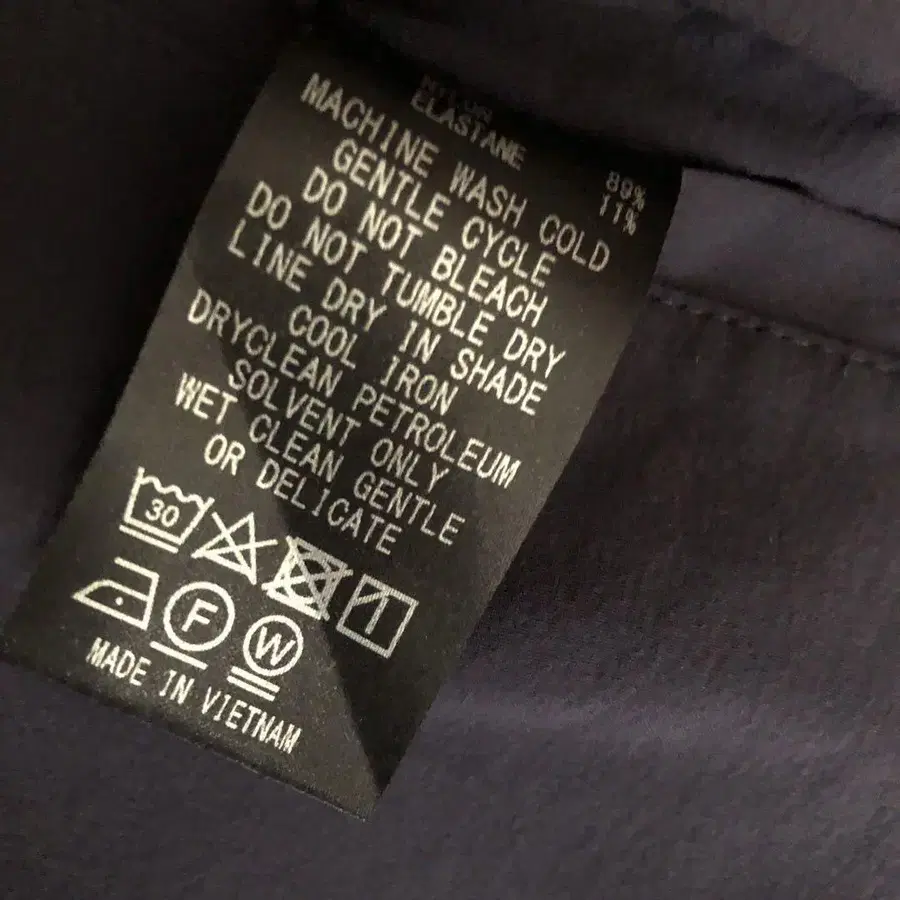 NYLON 89%
ELASTANE 11%
MACHINE WASH COLD
GENTLE CYCLE
DO NOT BLEACH
DO NOT TUMBLE DRY
LINE DRY IN SHADE
COOL IRON
DRYCLEAN PETROLEUM
SOLVENT ONLY
WET CLEAN GENTLE
OR DELICATE
30
F W
MADE IN VIETNAM